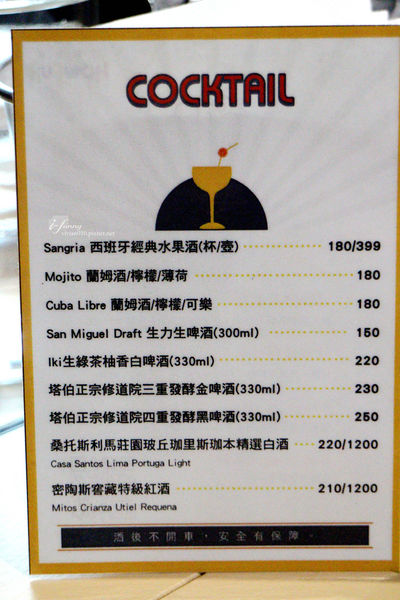 COCKTAIL
i-funny
Sangria 西班牙經典水果酒(杯/壺) 180/399
Mojito 蘭姆酒/檸檬/薄荷 180
Cuba Libre 蘭姆酒/檸檬/可樂 180
San Miguel Draft 生力生啤酒(300ml) 150
Iki生綠茶柚香白啤酒(330ml) 220
塔伯正宗修道院三重發酵金啤酒(330ml) 230
塔伯正宗修道院四重發酵黑啤酒(330ml) 250
桑托斯利馬莊園玻丘珈里斯珈本精選白酒 220/1200
Casa Santos Lima Portuga Light
密陶斯窖藏特級紅酒 210/1200
Mitos Crianza Utiel Requena
酒後不開車，安全有保障。